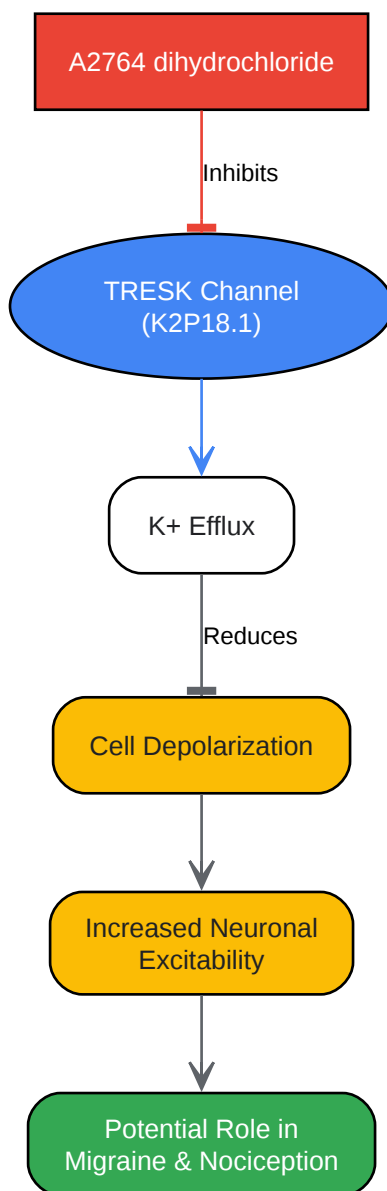 A2764 dihydrochloride
Inhibits
TRESK Channel
(K2P18.1)
K+ Efflux
Reduces
Cell Depolarization
Increased Neuronal
Excitability
Potential Role in
Migraine & Nociception